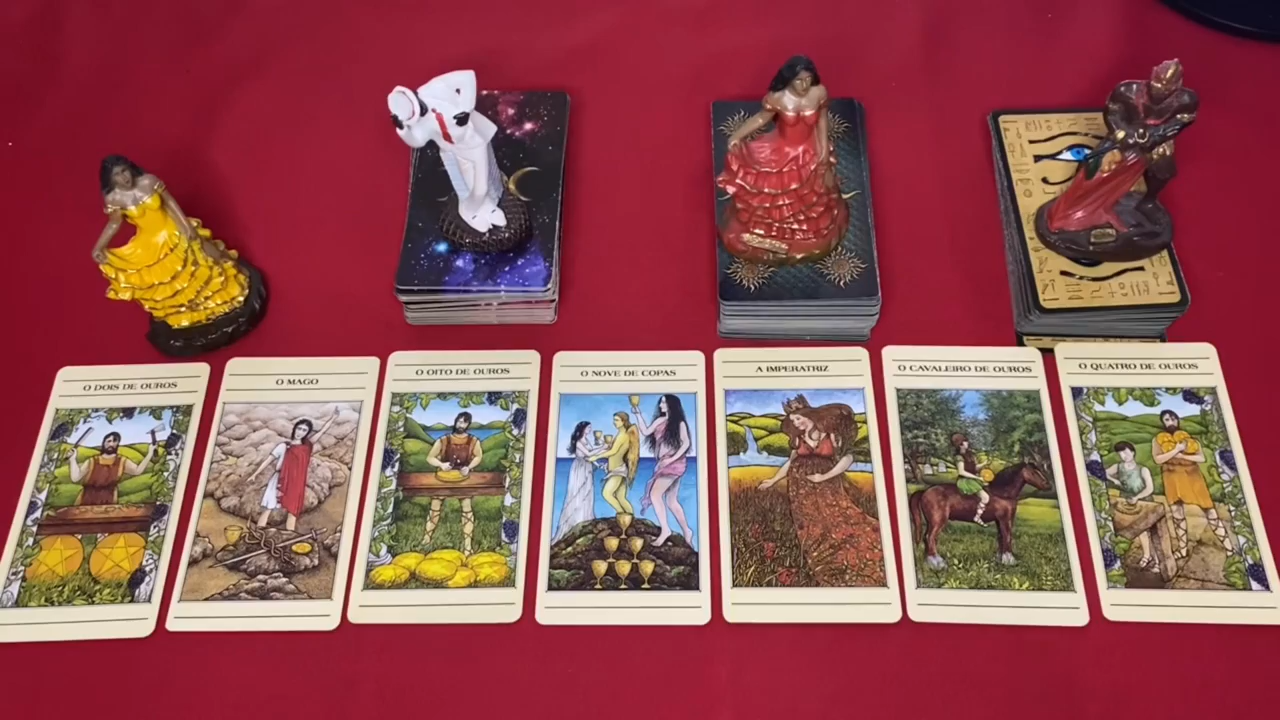 O DOIS DE OUROS
O MAGO
O OITO DE OUROS
O NOVE DE COPAS
A IMPERATRIZ
O CAVALEIRO DE OUROS
O QUATRO DE OUROS